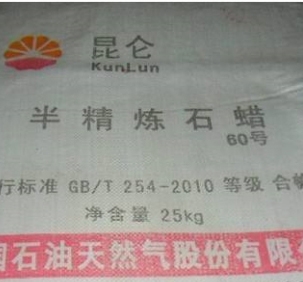 昆仑
KunLun
半精炼石蜡
60号
行标准 GB/T 254-2010 等级 合
净含量 25kg
石油天然气股份有限